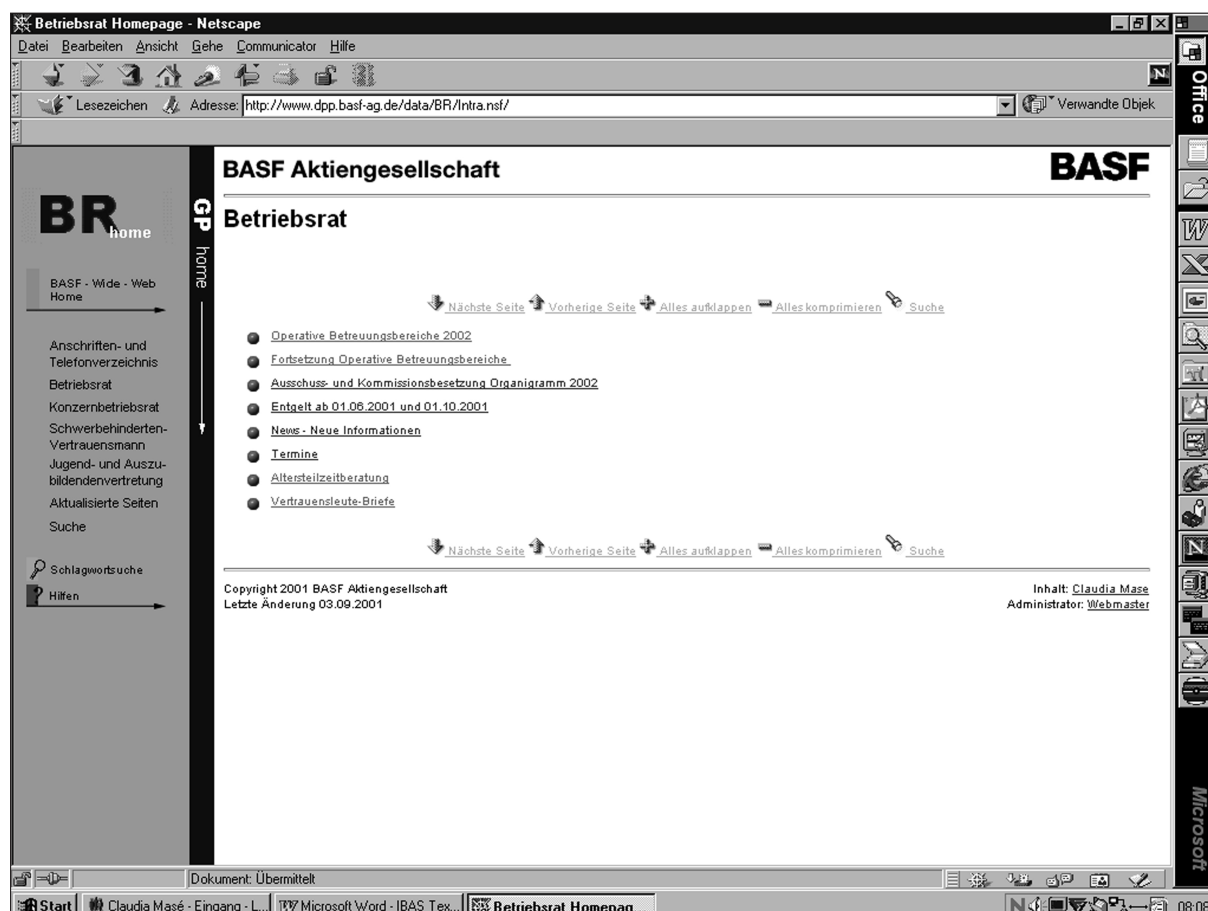 Betriebsrat Homepage - Netscape
Datei Bearbeiten Ansicht Gehe Communicator Hilfe
N
Lesezeichen Adresse: http://www.dpp.basf-ag.de/data/BR/Intra.nsf/ Verwandte Objek
Office
BR home
GP home
BASF - Wide - Web
Home
Anschriften- und
Telefonverzeichnis
Betriebsrat
Konzernbetriebsrat
Schwerbehinderten-
Vertrauensmann
Jugend- und Auszu-
bildendenvertretung
Aktualisierte Seiten
Suche
Schlagwortsuche
? Hilfen
BASF Aktiengesellschaft BASF
Betriebsrat
Nächste Seite Vorherige Seite Alles aufklappen Alles komprimieren Suche
Operative Betreuungsbereiche 2002
Fortsetzung Operative Betreuungsbereiche
Ausschuss- und Kommissionsbesetzung Organigramm 2002
Entgelt ab 01.06.2001 und 01.10.2001
News - Neue Informationen
Termine
Altersteilzeitberatung
Vertrauensleute-Briefe
Nächste Seite Vorherige Seite Alles aufklappen Alles komprimieren Suche
Copyright 2001 BASF Aktiengesellschaft Inhalt: Claudia Mase
Letzte Änderung 03.09.2001 Administrator: Webmaster
Microsoft
Dokument: Übermittelt
Start Claudia Masé - Eingang - L... Microsoft Word - IBAS Tex... Betriebsrat Homepag... 08:08